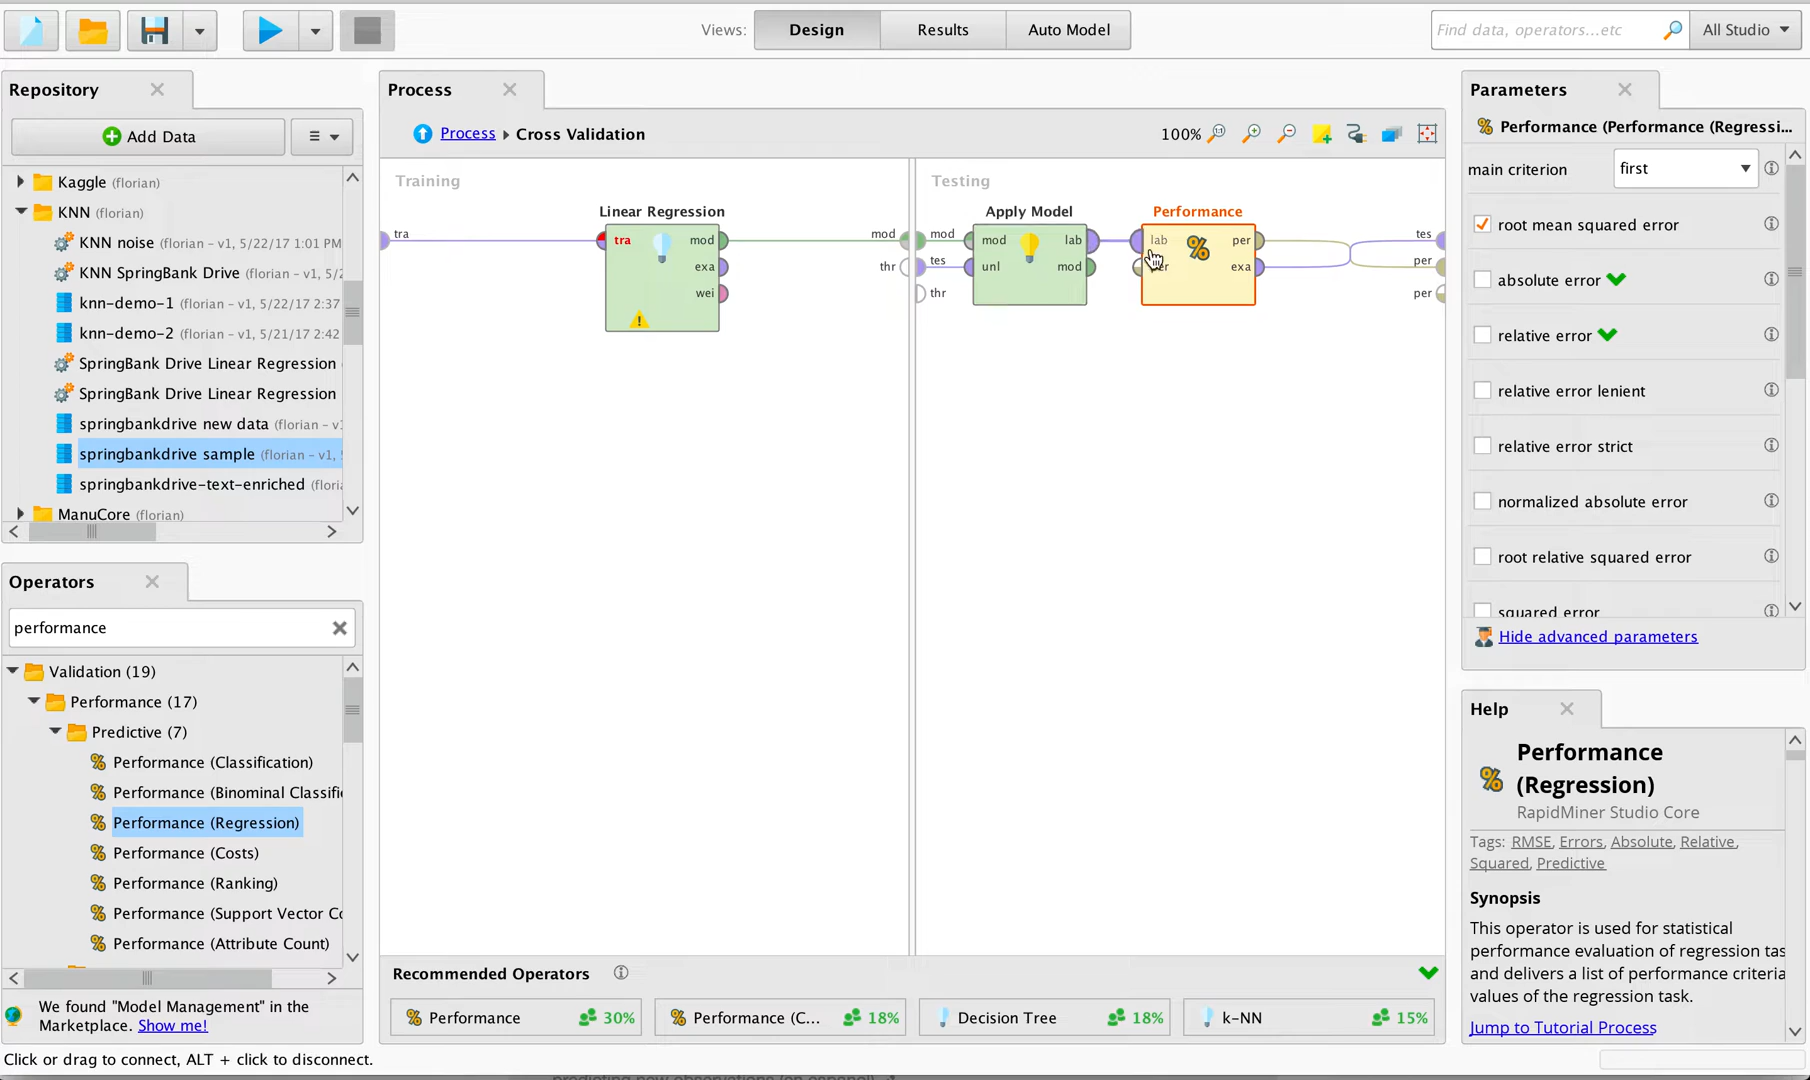 Views: Design Results Auto Model Find data, operators...etc All Studio
Repository
Add Data
Kaggle (florian)
KNN (florian)
KNN noise (florian – v1, 5/22/17 1:01 PM
KNN SpringBank Drive (florian – v1,
knn-demo-1 (florian – v1, 5/22/17 2:37
knn-demo-2 (florian – v1, 5/21/17 2:42
SpringBank Drive Linear Regression
SpringBank Drive Linear Regression
springbankdrive new data (florian – v
springbankdrive sample (florian – v1,
springbankdrive-text-enriched (flori
ManuCore (florian)
Operators
performance
Validation (19)
Performance (17)
Predictive (7)
Performance (Classification)
Performance (Binominal Classifi
Performance (Regression)
Performance (Costs)
Performance (Ranking)
Performance (Support Vector Co
Performance (Attribute Count)
We found "Model Management" in the
Marketplace. Show me!
Click or drag to connect, ALT + click to disconnect.
Process
Process Cross Validation
100%
Training
Testing
Linear Regression
Apply Model
Performance
tra
tra mod
exa
wei
mod
thr
mod
tes
thr
mod lab
unl mod
lab per
er exa
tes
per
per
Recommended Operators
Performance 30%
Performance (C... 18%
Decision Tree 18%
k-NN 15%
Parameters
Performance (Performance (Regressi...
main criterion first
root mean squared error
absolute error
relative error
relative error lenient
relative error strict
normalized absolute error
root relative squared error
squared error
Hide advanced parameters
Help
Performance
(Regression)
RapidMiner Studio Core
Tags: RMSE, Errors, Absolute, Relative,
Squared, Predictive
Synopsis
This operator is used for statistical
performance evaluation of regression tas
and delivers a list of performance criteria
values of the regression task.
Jump to Tutorial Process